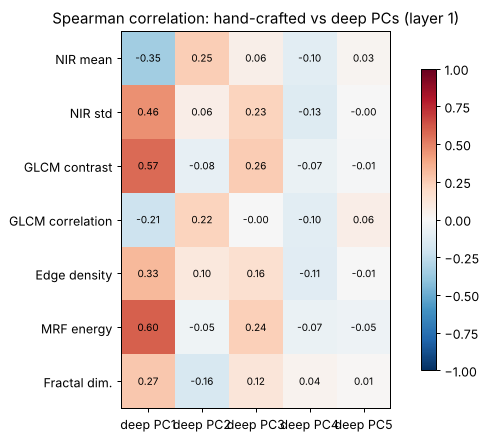 Spearman correlation: hand-crafted vs deep PCs (layer 1)
NIR mean -0.35 0.25 0.06 -0.10 0.03
NIR std 0.46 0.06 0.23 -0.13 -0.00
GLCM contrast 0.57 -0.08 0.26 -0.07 -0.01
GLCM correlation -0.21 0.22 -0.00 -0.10 0.06
Edge density 0.33 0.10 0.16 -0.11 -0.01
MRF energy 0.60 -0.05 0.24 -0.07 -0.05
Fractal dim. 0.27 -0.16 0.12 0.04 0.01
deep PC1 deep PC2 deep PC3 deep PC4 deep PC5
1.00
0.75
0.50
0.25
0.00
−0.25
−0.50
−0.75
−1.00